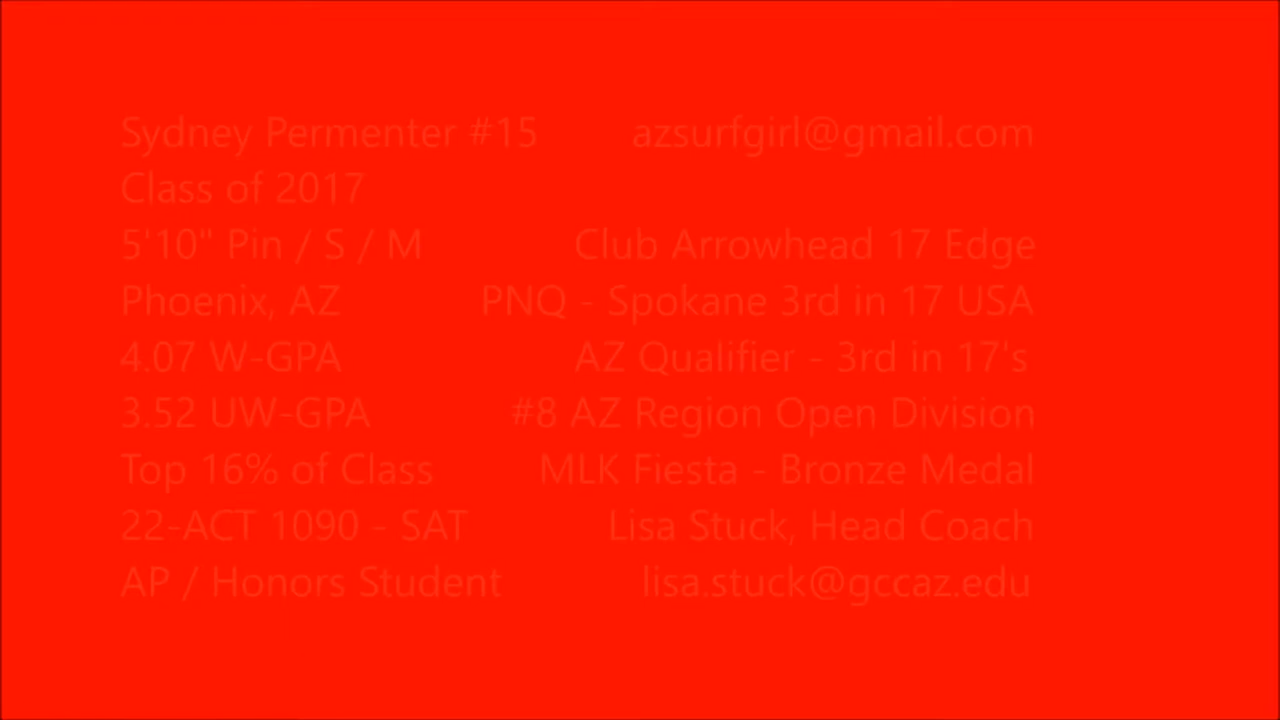 Sydney Permenter #15 azsurfgirl@gmail.com
Class of 2017
5'10" Pin / S / M Club Arrowhead 17 Edge
Phoenix, AZ PNQ - Spokane 3rd in 17 USA
4.07 W-GPA AZ Qualifier - 3rd in 17's
3.52 UW-GPA #8 AZ Region Open Division
Top 16% of Class MLK Fiesta - Bronze Medal
22-ACT 1090 - SAT Lisa Stuck, Head Coach
AP / Honors Student lisa.stuck@gccaz.edu